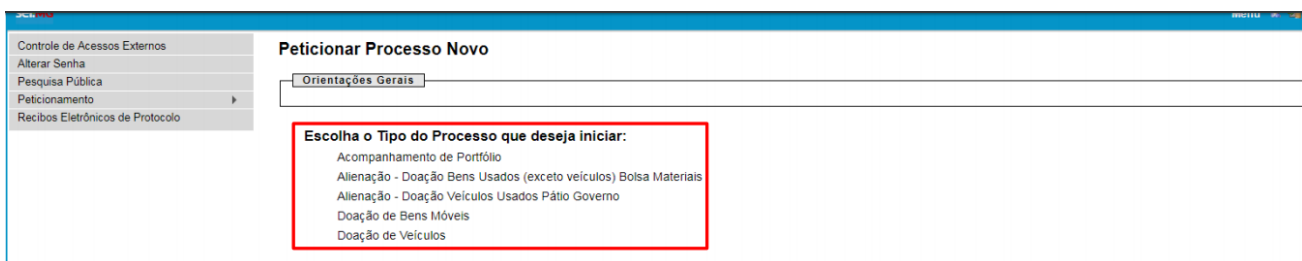 Menu
Controle de Acessos Externos
Alterar Senha
Pesquisa Pública
Peticionamento
Recibos Eletrônicos de Protocolo
Peticionar Processo Novo
Orientações Gerais
Escolha o Tipo do Processo que deseja iniciar:
Acompanhamento de Portfólio
Alienação - Doação Bens Usados (exceto veículos) Bolsa Materiais
Alienação - Doação Veículos Usados Pátio Governo
Doação de Bens Móveis
Doação de Veículos